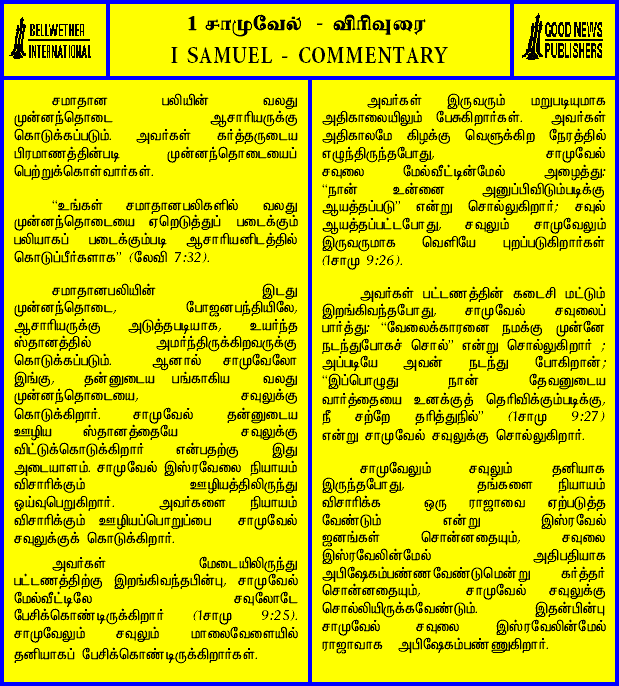 BELLWETHER
INTERNATIONAL
1 சாமுவேல் - விரிவுரை
I SAMUEL - COMMENTARY
GOOD NEWS
PUBLISHERS
சமாதான பலியின் வலது
முன்னந்தொடை ஆசாரியருக்கு
கொடுக்கப்படும். அவர்கள் கர்த்தருடைய
பிரமாணத்தின்படி முன்னந்தொடையைப்
பெற்றுக்கொள்வார்கள்.
“உங்கள் சமாதானபலிகளில் வலது
முன்னந்தொடையை ஏறெடுத்துப் படைக்கும்
பலியாகப் படைக்கும்படி ஆசாரியனிடத்தில்
கொடுப்பீர்களாக” (லேவி 7:32).
சமாதானபலியின் இடது
முன்னந்தொடை, போஜனபந்தியிலே,
ஆசாரியருக்கு அடுத்தபடியாக, உயர்ந்த
ஸ்தானத்தில் அமர்ந்திருக்கிறவருக்கு
கொடுக்கப்படும். ஆனால் சாமுவேலோ
இங்கு, தன்னுடைய பங்காகிய வலது
முன்னந்தொடையை, சவுலுக்கு
கொடுக்கிறார். சாமுவேல் தன்னுடைய
ஊழிய ஸ்தானத்தையே சவுலுக்கு
விட்டுக்கொடுக்கிறார் என்பதற்கு இது
அடையாளம். சாமுவேல் இஸ்ரவேலை நியாயம்
விசாரிக்கும் ஊழியத்திலிருந்து
ஓய்வுபெறுகிறார். அவர்களை நியாயம்
விசாரிக்கும் ஊழியப்பொறுப்பை சாமுவேல்
சவுலுக்குக் கொடுக்கிறார்.
அவர்கள் மேடையிலிருந்து
பட்டணத்திற்கு இறங்கிவந்தபின்பு, சாமுவேல்
மேல்வீட்டிலே சவுலோடே
பேசிக்கொண்டிருக்கிறார் (1சாமு 9:25).
சாமுவேலும் சவுலும் மாலைவேளையில்
தனியாகப் பேசிக்கொண்டிருக்கிறார்கள்.
அவர்கள் இருவரும் மறுபடியுமாக
அதிகாலையிலும் பேசுகிறார்கள். அவர்கள்
அதிகாலமே கிழக்கு வெளுக்கிற நேரத்தில்
எழுந்திருந்தபோது, சாமுவேல்
சவுலை மேல்வீட்டின்மேல் அழைத்து:
“நான் உன்னை அனுப்பிவிடும்படிக்கு
ஆயத்தப்படு” என்று சொல்லுகிறார்; சவுல்
ஆயத்தப்பட்டபோது, சவுலும் சாமுவேலும்
இருவருமாக வெளியே புறப்படுகிறார்கள்
(1சாமு 9:26).
அவர்கள் பட்டணத்தின் கடைசி மட்டும்
இறங்கிவந்தபோது, சாமுவேல் சவுலைப்
பார்த்து: “வேலைக்காரனை நமக்கு முன்னே
நடந்துபோகச் சொல்” என்று சொல்லுகிறார் ;
அப்படியே அவன் நடந்து போகிறான்;
“இப்பொழுது நான் தேவனுடைய
வார்த்தையை உனக்குத் தெரிவிக்கும்படிக்கு,
நீ சற்றே தரித்துநில்” (1சாமு 9:27)
என்று சாமுவேல் சவுலுக்கு சொல்லுகிறார்.
சாமுவேலும் சவுலும் தனியாக
இருந்தபோது, தங்களை நியாயம்
விசாரிக்க ஒரு ராஜாவை ஏற்படுத்த
வேண்டும் என்று இஸ்ரவேல்
ஜனங்கள் சொன்னதையும், சவுலை
இஸ்ரவேலின்மேல் அதிபதியாக
அபிஷேகம்பண்ணவேண்டுமென்று கர்த்தர்
சொன்னதையும், சாமுவேல் சவுலுக்கு
சொல்லியிருக்கவேண்டும். இதன்பின்பு
சாமுவேல் சவுலை இஸ்ரவேலின்மேல்
ராஜாவாக அபிஷேகம்பண்ணுகிறார்.